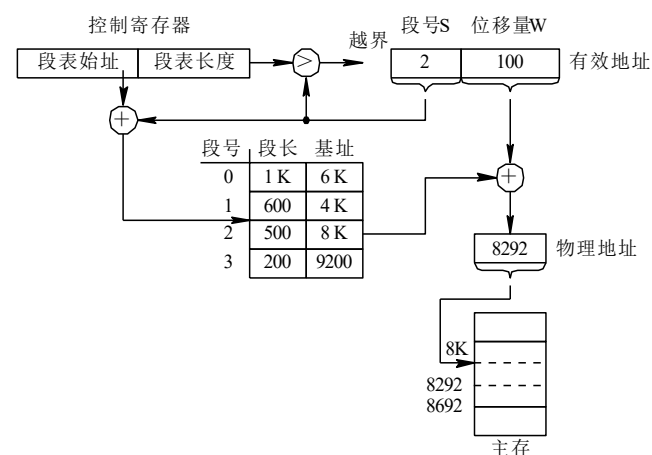 控制寄存器
段表始址 段表长度
>
越界
段号S 位移量W
2 100
有效地址
+
段号 段长 基址
0 1 K 6 K
1 600 4 K
2 500 8 K
3 200 9200
+
8292
物理地址
8K
8292
8692
主存